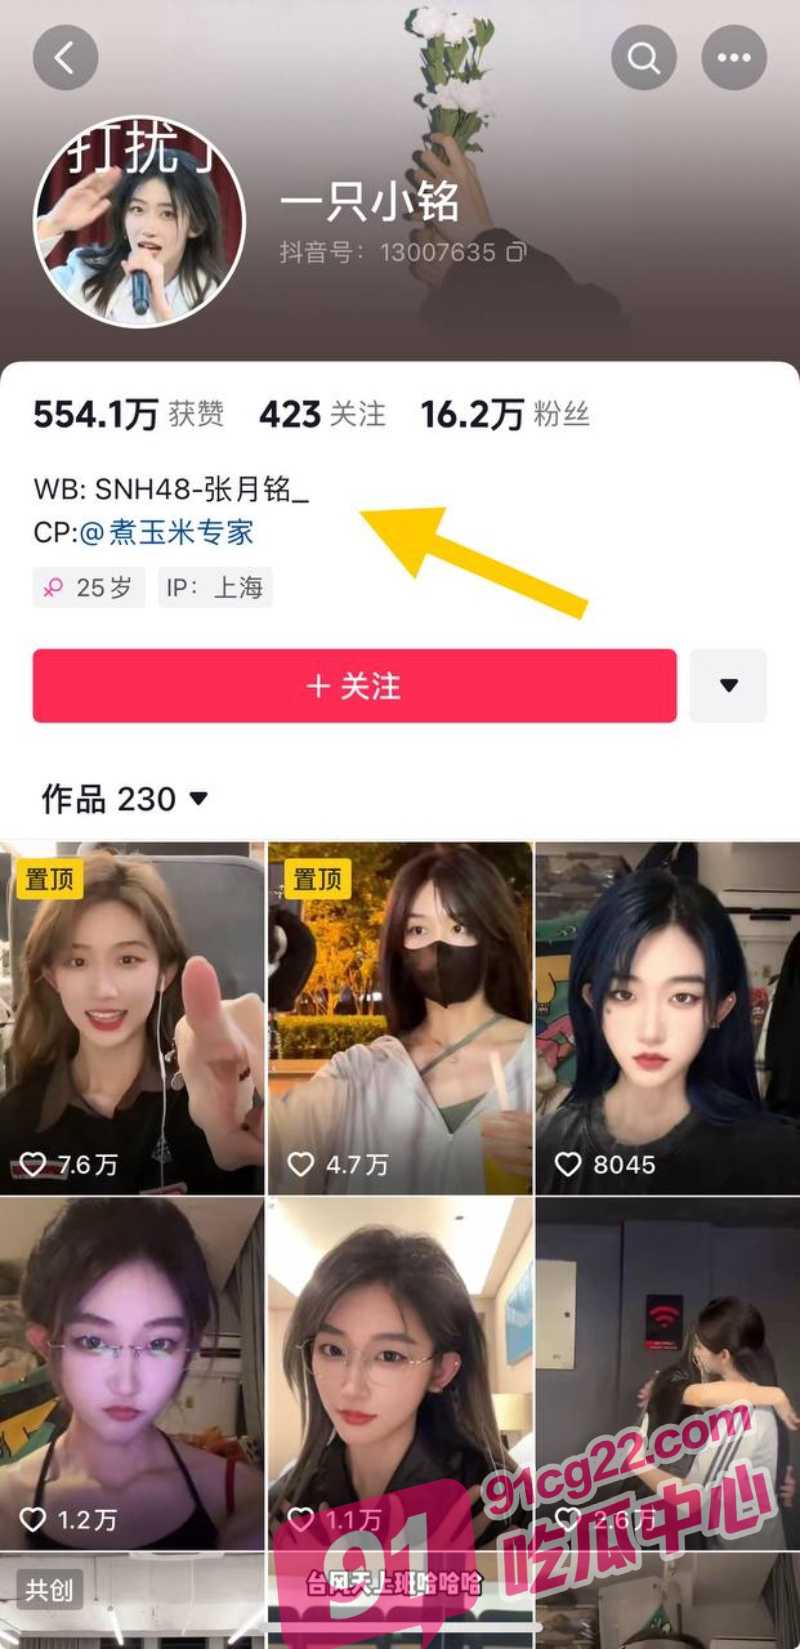 打扰了
一只小铭
抖音号：13007635
554.1万 获赞 423 关注 16.2万 粉丝
WB: SNH48-张月铭_
CP:@煮玉米专家
25岁 IP：上海
+ 关注
作品 230
置顶
置顶
7.6万
4.7万
8045
1.2万
1.1万
2.6万
91cg22.com
吃瓜中心
91
共创
台风天上班哈哈哈哈